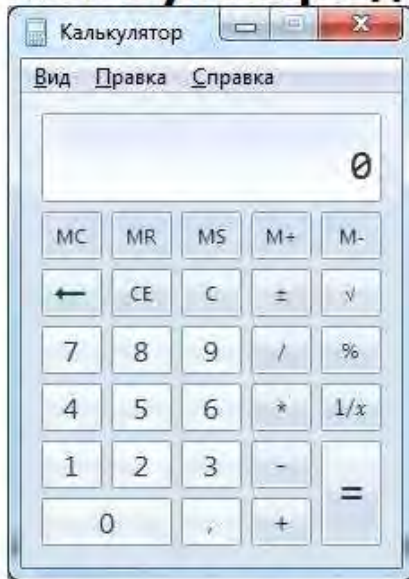 Калькулятор
Вид Правка Справка
0
MC MR MS M+ M-
← CE C ± √
7 8 9 / %
4 5 6 * 1/x
1 2 3 - =
0 , +